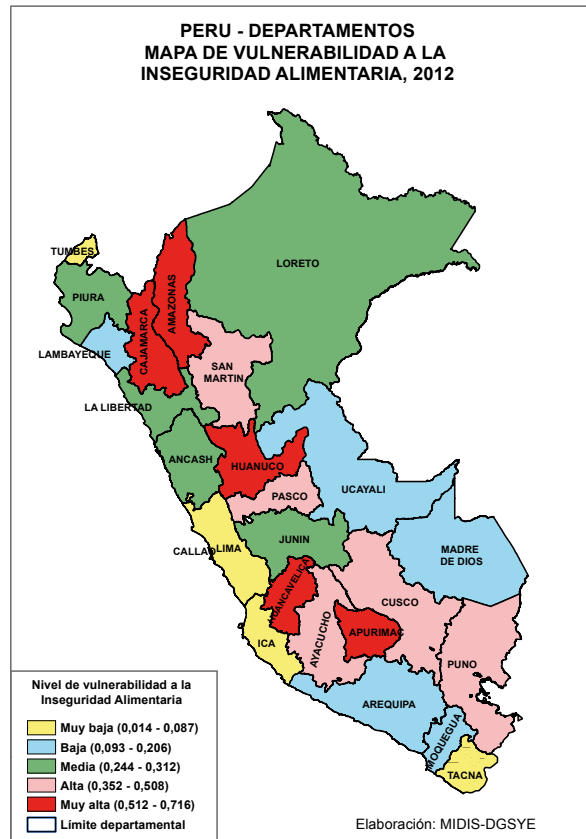 PERU - DEPARTAMENTOS
MAPA DE VULNERABILIDAD A LA
INSEGURIDAD ALIMENTARIA, 2012
TUMBES
LORETO
PIURA
AMAZONAS
CAJAMARCA
LAMBAYEQUE
SAN
MARTIN
LA LIBERTAD
ANCASH
HUANUCO
UCAYALI
PASCO
JUNIN
CALLAO
LIMA
MADRE
DE DIOS
HUANCAVELICA
CUSCO
ICA
AYACUCHO
APURIMAC
PUNO
AREQUIPA
MOQUEGUA
TACNA
Nivel de vulnerabilidad a la
Inseguridad Alimentaria
Muy baja (0,014 - 0,087)
Baja (0,093 - 0,206)
Media (0,244 - 0,312)
Alta (0,352 - 0,508)
Muy alta (0,512 - 0,716)
Límite departamental
Elaboración: MIDIS-DGSYE